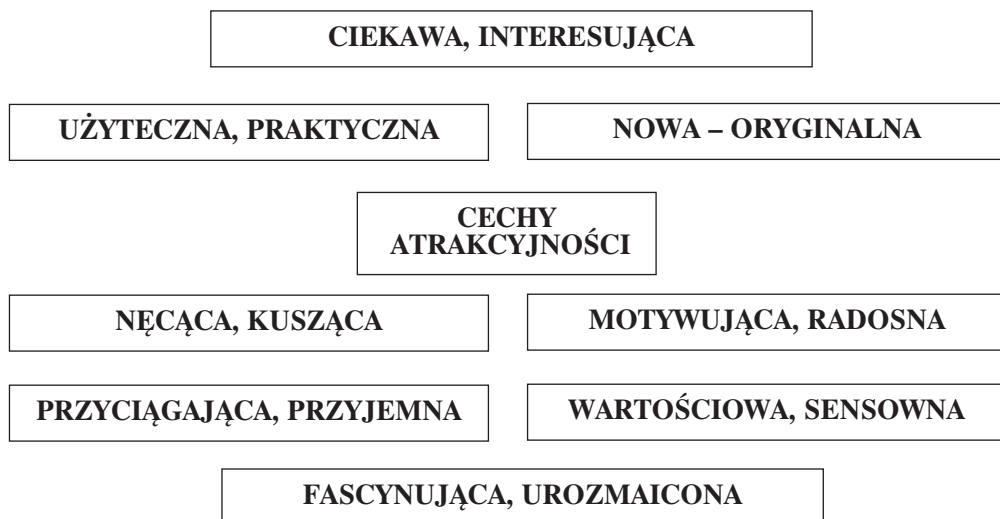 CIEKAWA, INTERESUJĄCA
UŻYTECZNA, PRAKTYCZNA
NOWA – ORYGINALNA
CECHY
ATRAKCYJNOŚCI
NĘCĄCA, KUSZĄCA
MOTYWUJĄCA, RADOSNA
PRZYCIĄGAJĄCA, PRZYJEMNA
WARTOŚCIOWA, SENSOWNA
FASCYNUJĄCA, UROZMAICONA